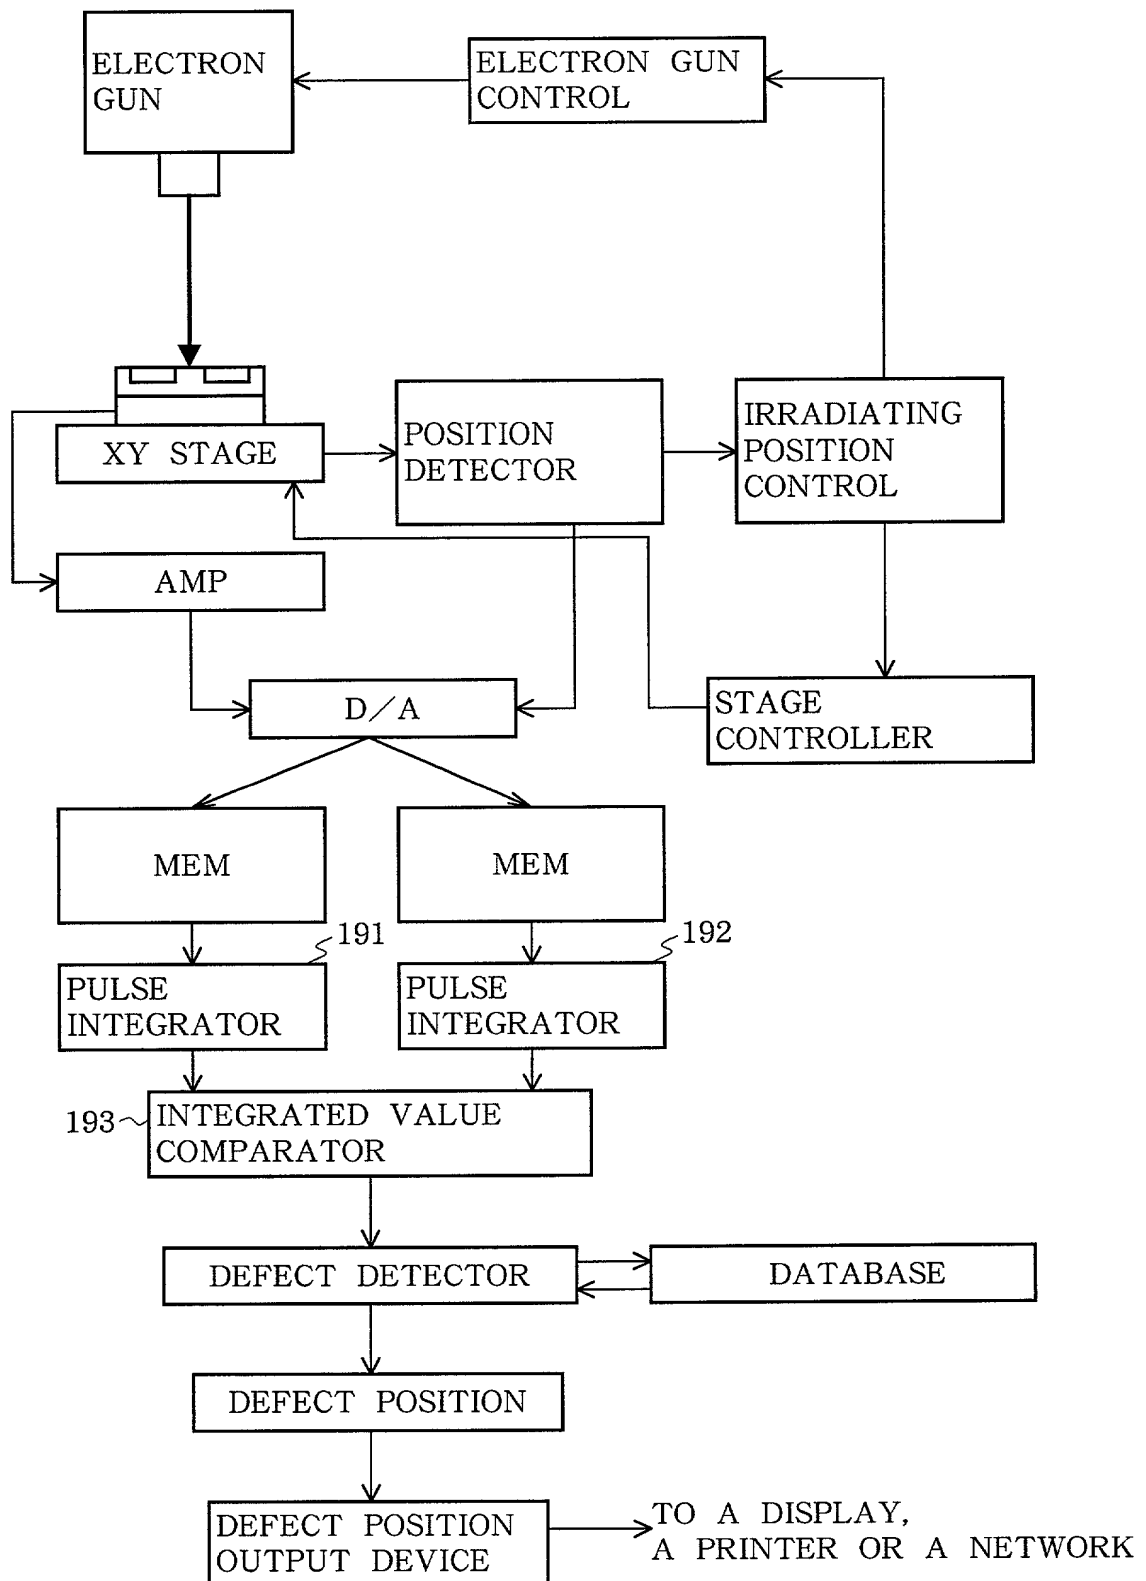 ELECTRON
GUN
ELECTRON GUN
CONTROL
XY STAGE
POSITION
DETECTOR
IRRADIATING
POSITION
CONTROL
AMP
D/A
STAGE
CONTROLLER
MEM
MEM
191
192
PULSE
INTEGRATOR
PULSE
INTEGRATOR
193
INTEGRATED VALUE
COMPARATOR
DEFECT DETECTOR
DATABASE
DEFECT POSITION
DEFECT POSITION
OUTPUT DEVICE
TO A DISPLAY,
A PRINTER OR A NETWORK